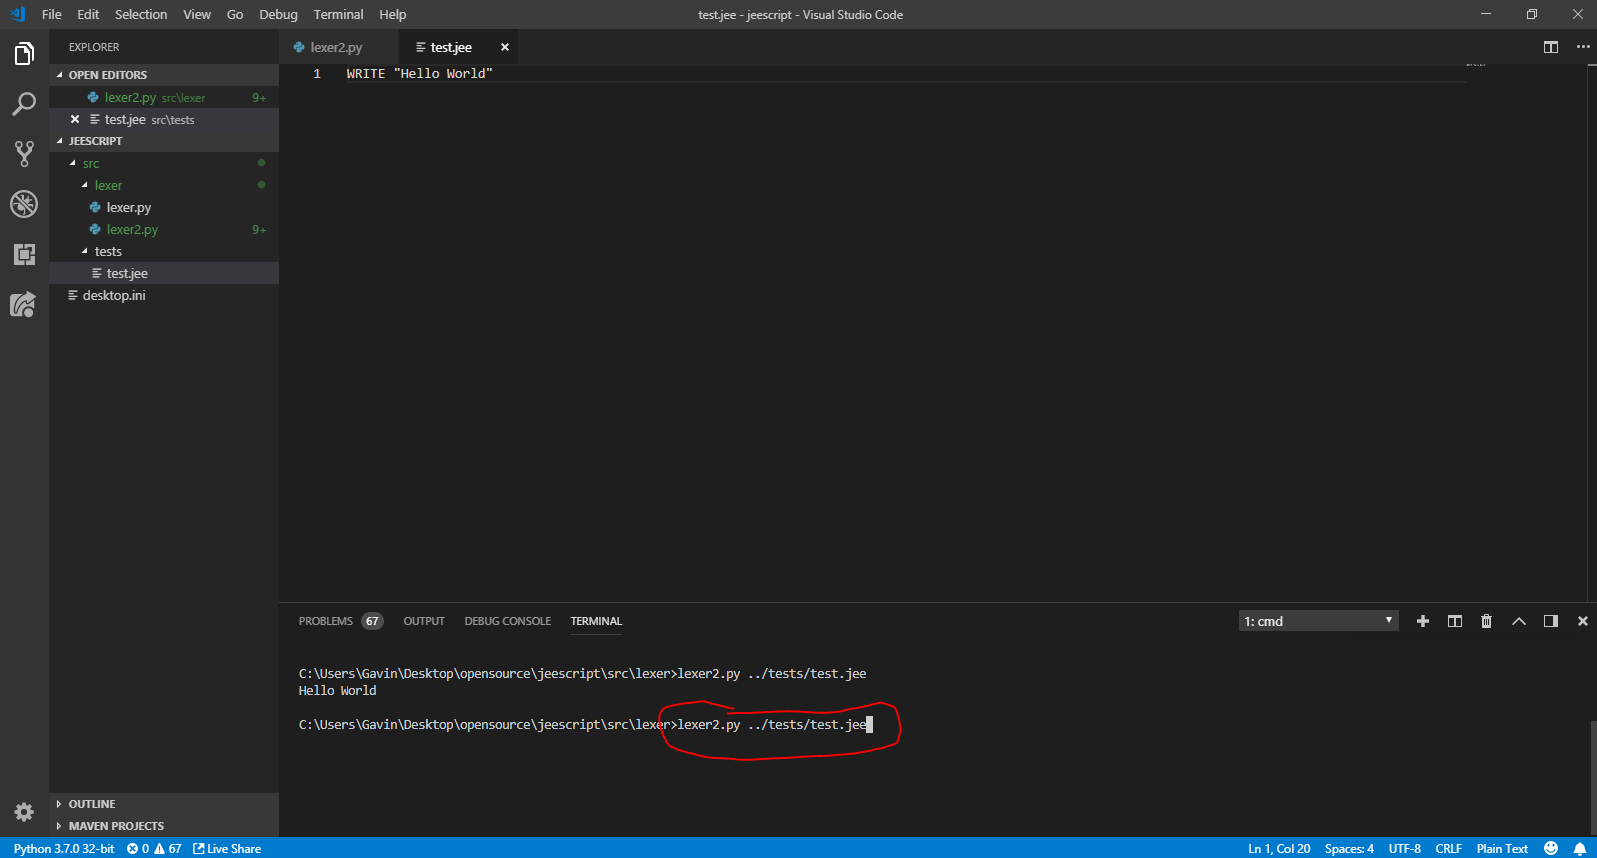 File Edit Selection View Go Debug Terminal Help test.jee - jeescript - Visual Studio Code
EXPLORER
OPEN EDITORS
lexer2.py src\lexer 9+
test.jee src\tests
JEESCRIPT
src
lexer
lexer.py
lexer2.py 9+
tests
test.jee
desktop.ini
OUTLINE
MAVEN PROJECTS
lexer2.py test.jee
1 WRITE "Hello World"
PROBLEMS 67 OUTPUT DEBUG CONSOLE TERMINAL 1: cmd
C:\Users\Gavin\Desktop\opensource\jeescript\src\lexer>lexer2.py ../tests/test.jee
Hello World
C:\Users\Gavin\Desktop\opensource\jeescript\src\lexer>lexer2.py ../tests/test.jee
Python 3.7.0 32-bit 0 67 Live Share Ln 1, Col 20 Spaces: 4 UTF-8 CRLF Plain Text